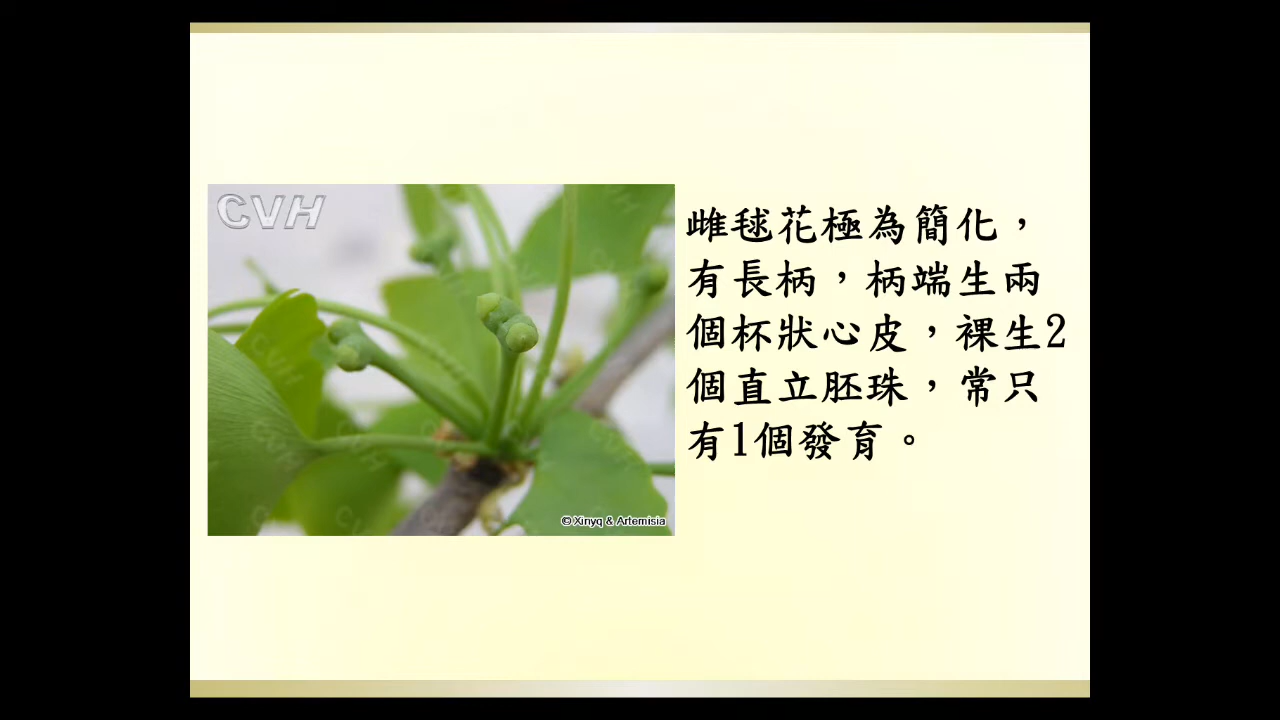 CVH
雌毬花極為簡化，
有長柄，柄端生兩
個杯狀心皮，裸生2
個直立胚珠，常只
有1個發育。
© Xinyq & Artemisia